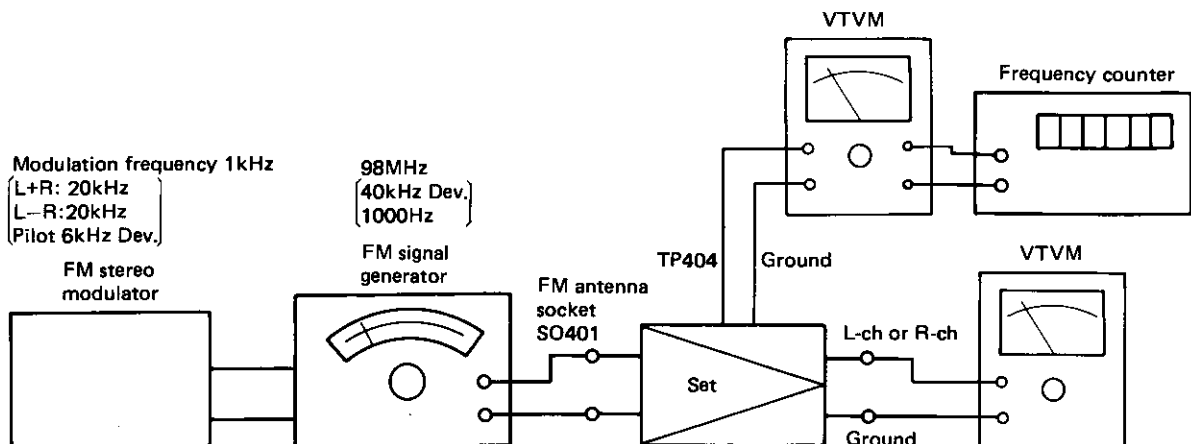 VTVM
Frequency counter
Modulation frequency 1kHz
L+R: 20kHz
L−R:20kHz
Pilot 6kHz Dev.
FM stereo
modulator
98MHz
40kHz Dev.
1000Hz
FM signal
generator
FM antenna
socket
SO401
TP404
Ground
VTVM
L-ch or R-ch
Set
Ground